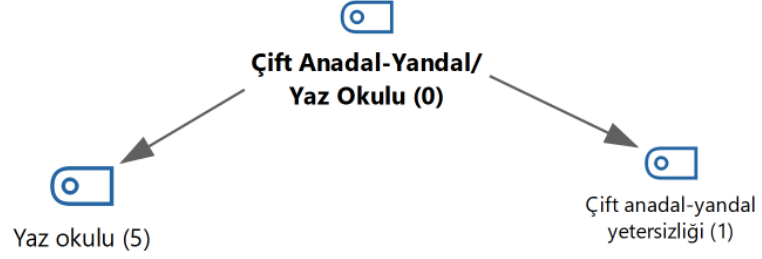 Çift Anadal-Yandal/
Yaz Okulu (0)
Yaz okulu (5)
Çift anadal-yandal
yetersizliği (1)